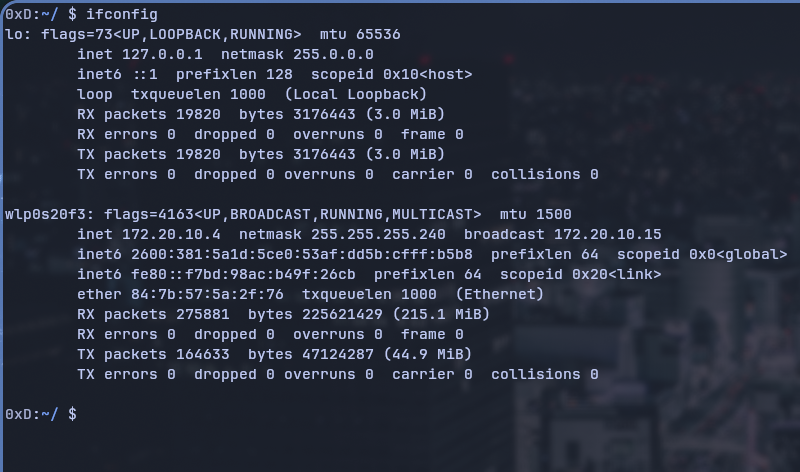 0xD:~/ $ ifconfig
lo: flags=73<UP,LOOPBACK,RUNNING>  mtu 65536
        inet 127.0.0.1  netmask 255.0.0.0
        inet6 ::1  prefixlen 128  scopeid 0x10<host>
        loop  txqueuelen 1000  (Local Loopback)
        RX packets 19820  bytes 3176443 (3.0 MiB)
        RX errors 0  dropped 0  overruns 0  frame 0
        TX packets 19820  bytes 3176443 (3.0 MiB)
        TX errors 0  dropped 0 overruns 0  carrier 0  collisions 0
wlp0s20f3: flags=4163<UP,BROADCAST,RUNNING,MULTICAST>  mtu 1500
        inet 172.20.10.4  netmask 255.255.255.240  broadcast 172.20.10.15
        inet6 2600:381:5a1d:5ce0:53af:dd5b:cfff:b5b8  prefixlen 64  scopeid 0x0<global>
        inet6 fe80::f7bd:98ac:b49f:26cb  prefixlen 64  scopeid 0x20<link>
        ether 84:7b:57:5a:2f:76  txqueuelen 1000  (Ethernet)
        RX packets 275881  bytes 225621429 (215.1 MiB)
        RX errors 0  dropped 0  overruns 0  frame 0
        TX packets 164633  bytes 47124287 (44.9 MiB)
        TX errors 0  dropped 0 overruns 0  carrier 0  collisions 0
0xD:~/ $